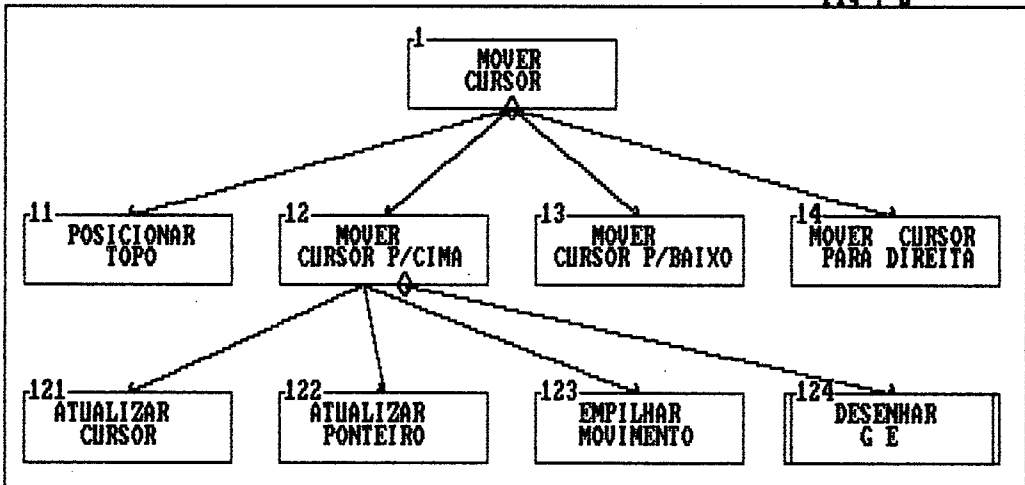 1
MOVER
CURSOR
11
POSICIONAR
TOPO
12
MOVER
CURSOR P/CIMA
13
MOVER
CURSOR P/BAIXO
14
MOVER CURSOR
PARA DIREITA
121
ATUALIZAR
CURSOR
122
ATUALIZAR
PONTEIRO
123
EMPILHAR
MOVIMENTO
124
DESENHAR
G E